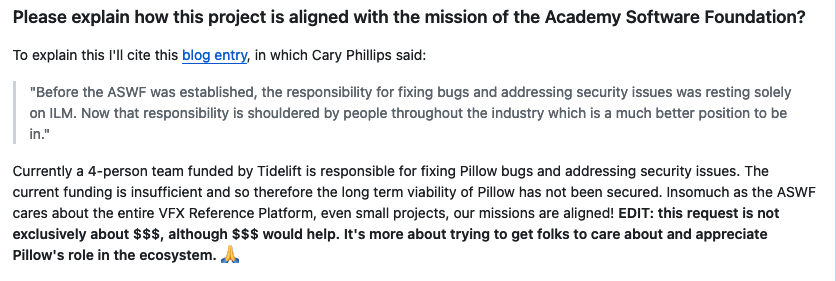 Please explain how this project is aligned with the mission of the Academy Software Foundation?
To explain this I'll cite this blog entry, in which Cary Phillips said:
"Before the ASWF was established, the responsibility for fixing bugs and addressing security issues was resting solely
on ILM. Now that responsibility is shouldered by people throughout the industry which is a much better position to be
in."
Currently a 4-person team funded by Tidelift is responsible for fixing Pillow bugs and addressing security issues. The
current funding is insufficient and so therefore the long term viability of Pillow has not been secured. Insomuch as the ASWF
cares about the entire VFX Reference Platform, even small projects, our missions are aligned! EDIT: this request is not
exclusively about $$$, although $$$ would help. It's more about trying to get folks to care about and appreciate
Pillow's role in the ecosystem. 🙏